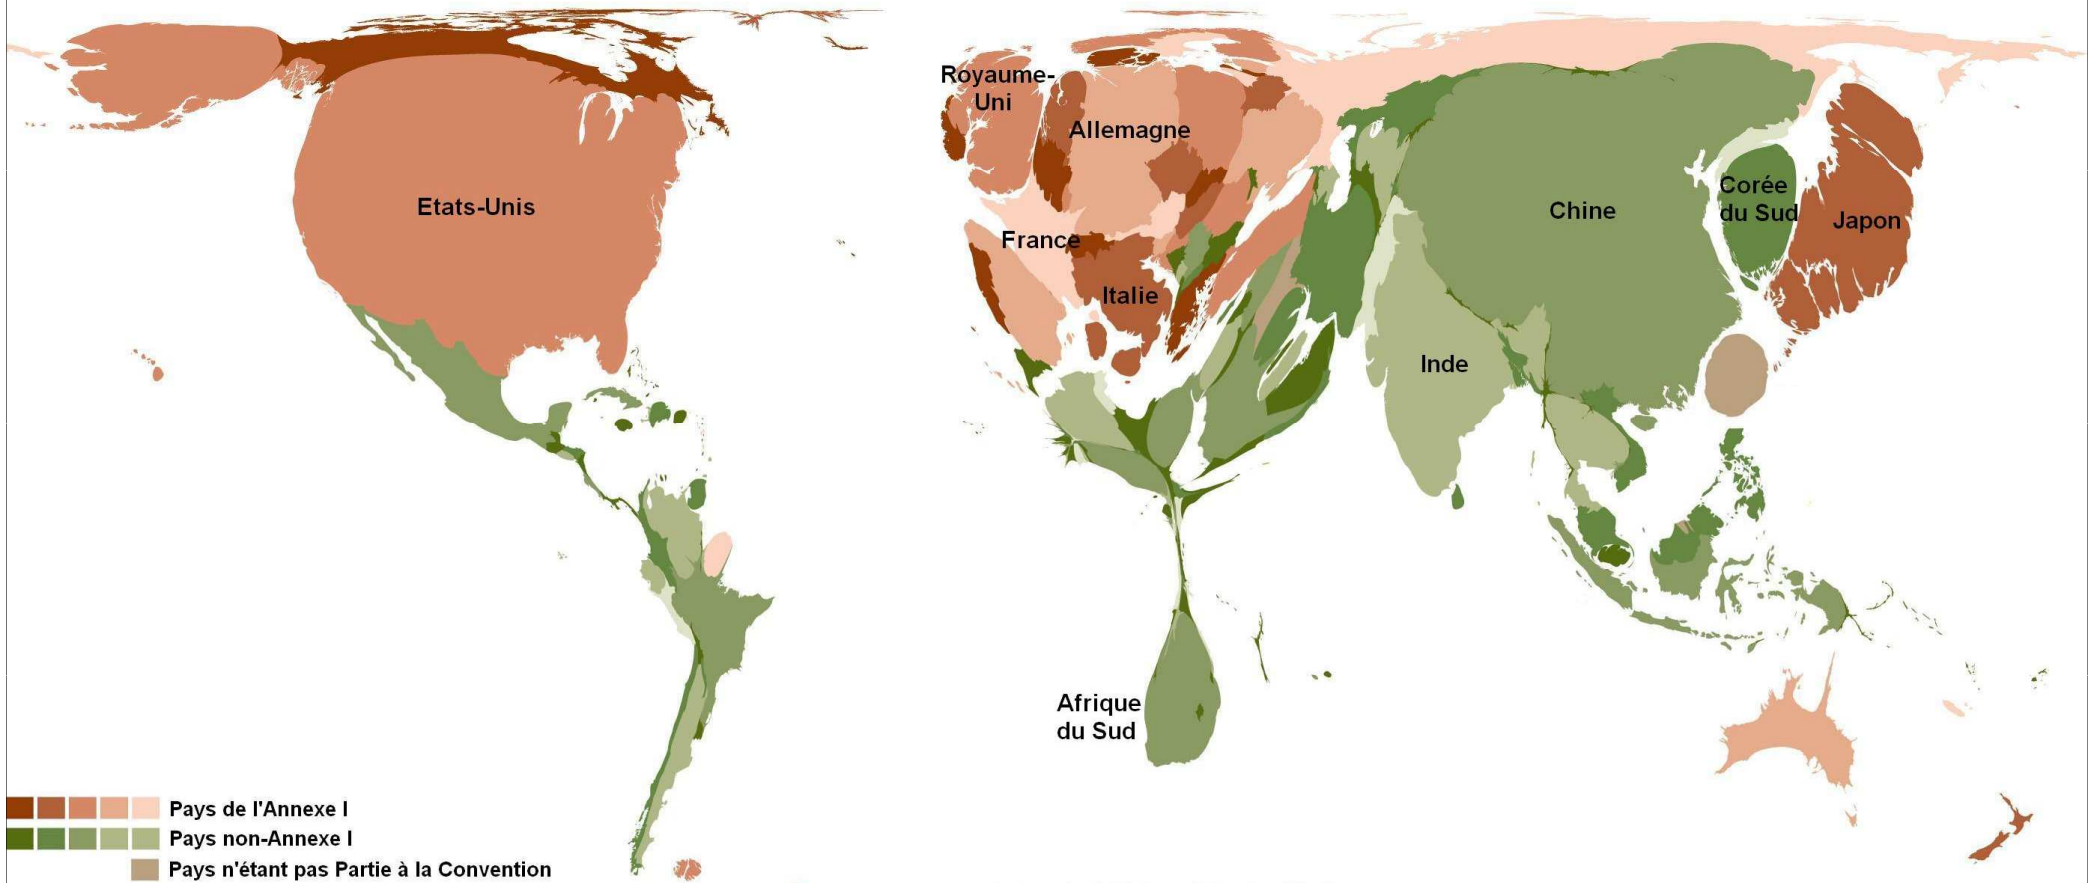 Royaume-
Uni
Allemagne
Etats-Unis
France
Italie
Chine
Corée
du Sud
Japon
Inde
Afrique
du Sud
Pays de l'Annexe I
Pays non-Annexe I
Pays n'étant pas Partie à la Convention